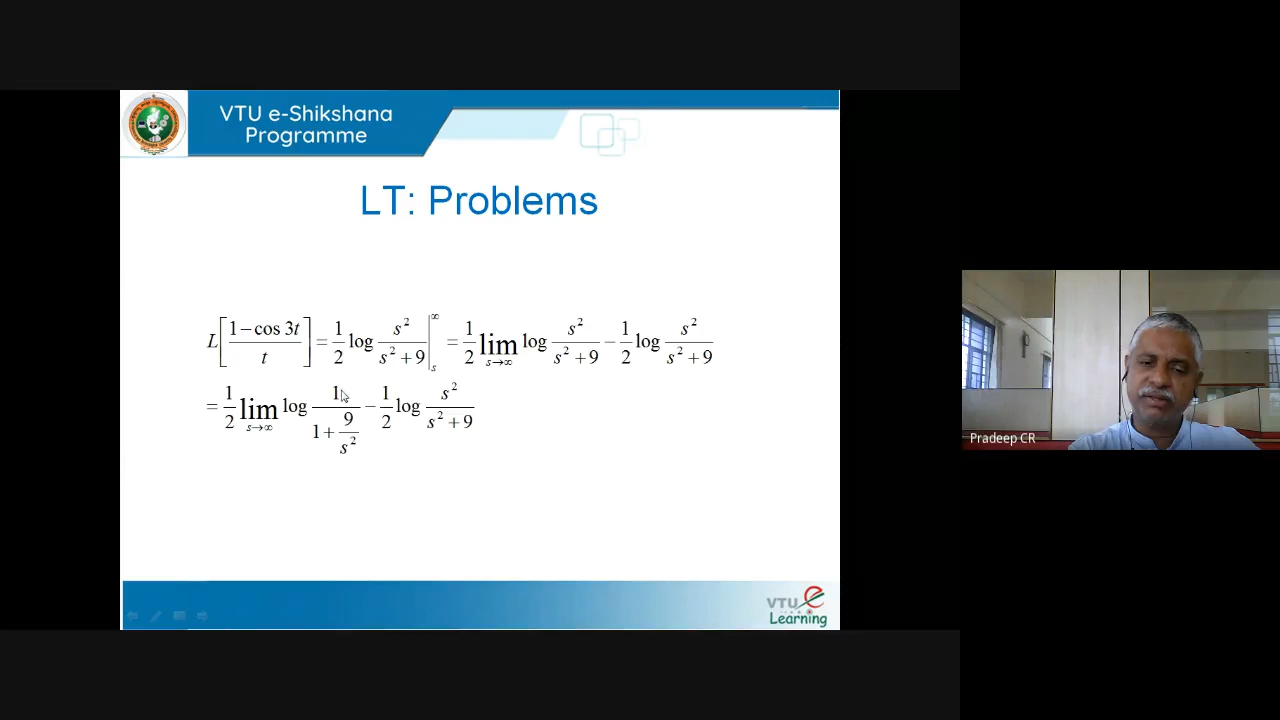 VTU e-Shikshana
Programme
LT: Problems
L[(1 − cos 3t)/t] = 1/2 log s²/(s² + 9) |ₛ^∞ = 1/2 lim_{s→∞} log s²/(s² + 9) − 1/2 log s²/(s² + 9)
= 1/2 lim_{s→∞} log 1/(1 + 9/s²) − 1/2 log s²/(s² + 9)
Pradeep CR
VTU e
Learning